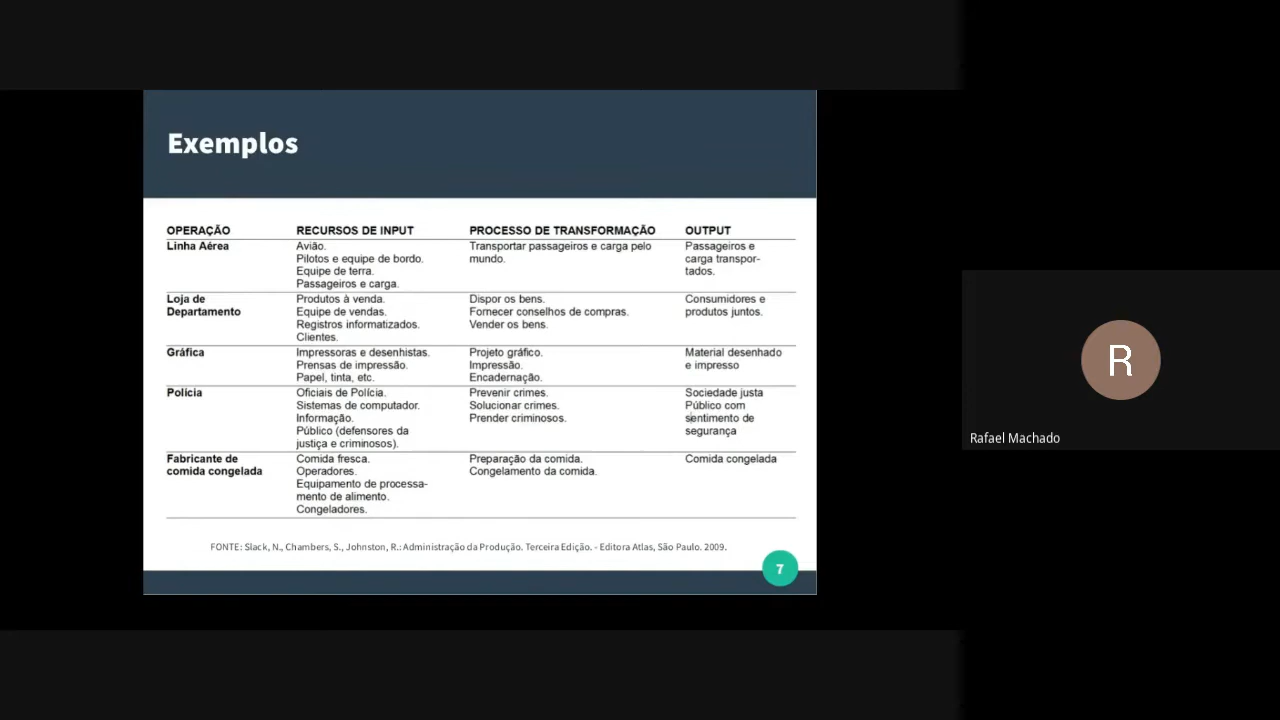 Exemplos
OPERAÇÃO RECURSOS DE INPUT PROCESSO DE TRANSFORMAÇÃO OUTPUT
Linha Aérea Avião. Transportar passageiros e carga pelo Passageiros e
Pilotos e equipe de bordo. mundo. carga transpor-
Equipe de terra. tados.
Passageiros e carga.
Loja de Produtos à venda. Dispor os bens. Consumidores e
Departamento Equipe de vendas. Fornecer conselhos de compras. produtos juntos.
Registros informatizados. Vender os bens.
Clientes.
Gráfica Impressoras e desenhistas. Projeto gráfico. Material desenhado
Prensas de impressão. Impressão. e impresso
Papel, tinta, etc. Encadernação.
Polícia Oficiais de Polícia. Prevenir crimes. Sociedade justa
Sistemas de computador. Solucionar crimes. Público com
Informação. Prender criminosos. sentimento de
Público (defensores da segurança
justiça e criminosos).
Fabricante de Comida fresca. Preparação da comida. Comida congelada
comida congelada Operadores. Congelamento da comida.
Equipamento de processa-
mento de alimento.
Congeladores.
FONTE: Slack, N., Chambers, S., Johnston, R.: Administração da Produção. Terceira Edição. - Editora Atlas, São Paulo. 2009.
7
R
Rafael Machado